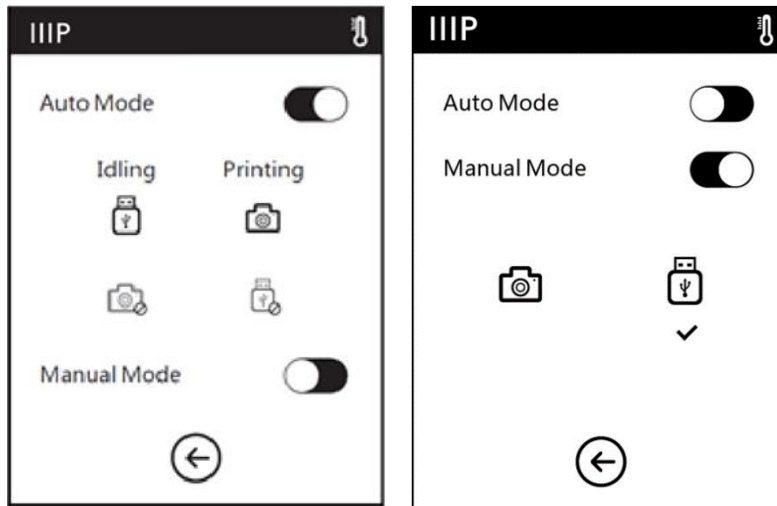 IIIP
Auto Mode
Idling Printing
Manual Mode
IIIP
Auto Mode
Manual Mode